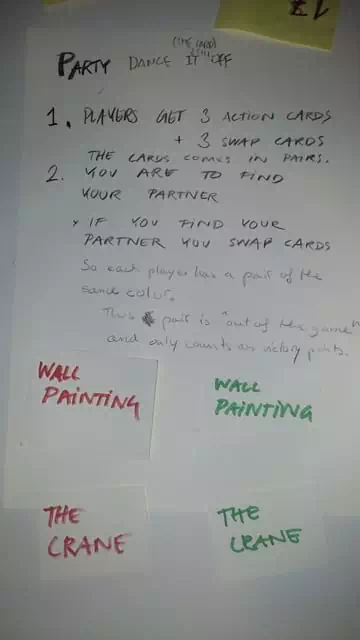 (THE CARD)
PARTY DANCE IT OFF
1. PLAYERS GET 3 ACTION CARDS
+ 3 SWAP CARDS
THE CARDS COMES IN PAIRS.
2. YOU ARE TO FIND
YOUR PARTNER
* IF YOU FIND YOUR
PARTNER YOU SWAP CARDS
So each player has a pair of the
same color.
This pair is "out of the game"
and only counts as victory points.
WALL
PAINTING
WALL
PAINTING
THE
CRANE
THE
CRANE